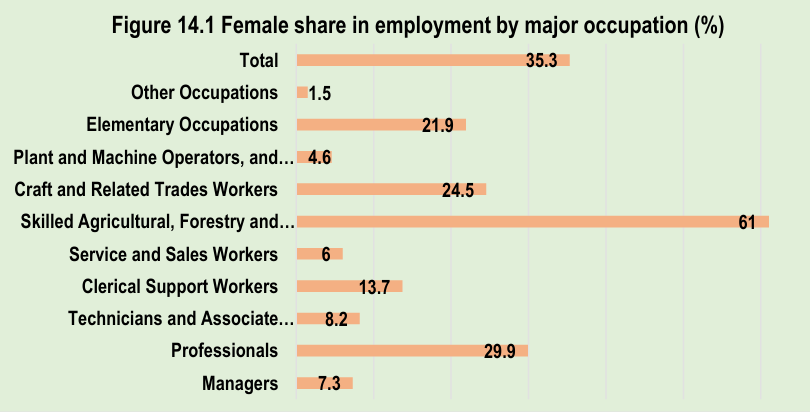 Figure 14.1 Female share in employment by major occupation (%)
Total 35.3
Other Occupations 1.5
Elementary Occupations 21.9
Plant and Machine Operators, and… 4.6
Craft and Related Trades Workers 24.5
Skilled Agricultural, Forestry and… 61
Service and Sales Workers 6
Clerical Support Workers 13.7
Technicians and Associate… 8.2
Professionals 29.9
Managers 7.3